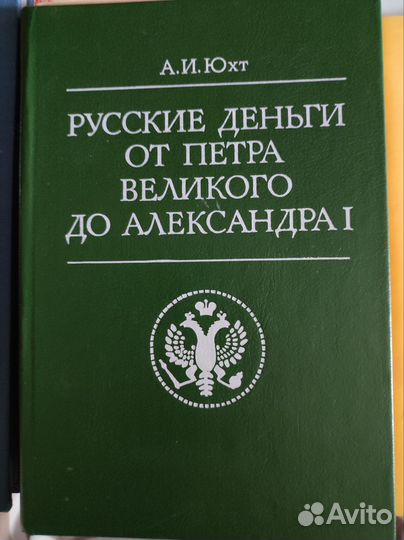 А.И.Юхт
РУССКИЕ ДЕНЬГИ
ОТ ПЕТРА
ВЕЛИКОГО
ДО АЛЕКСАНДРА I
Avito